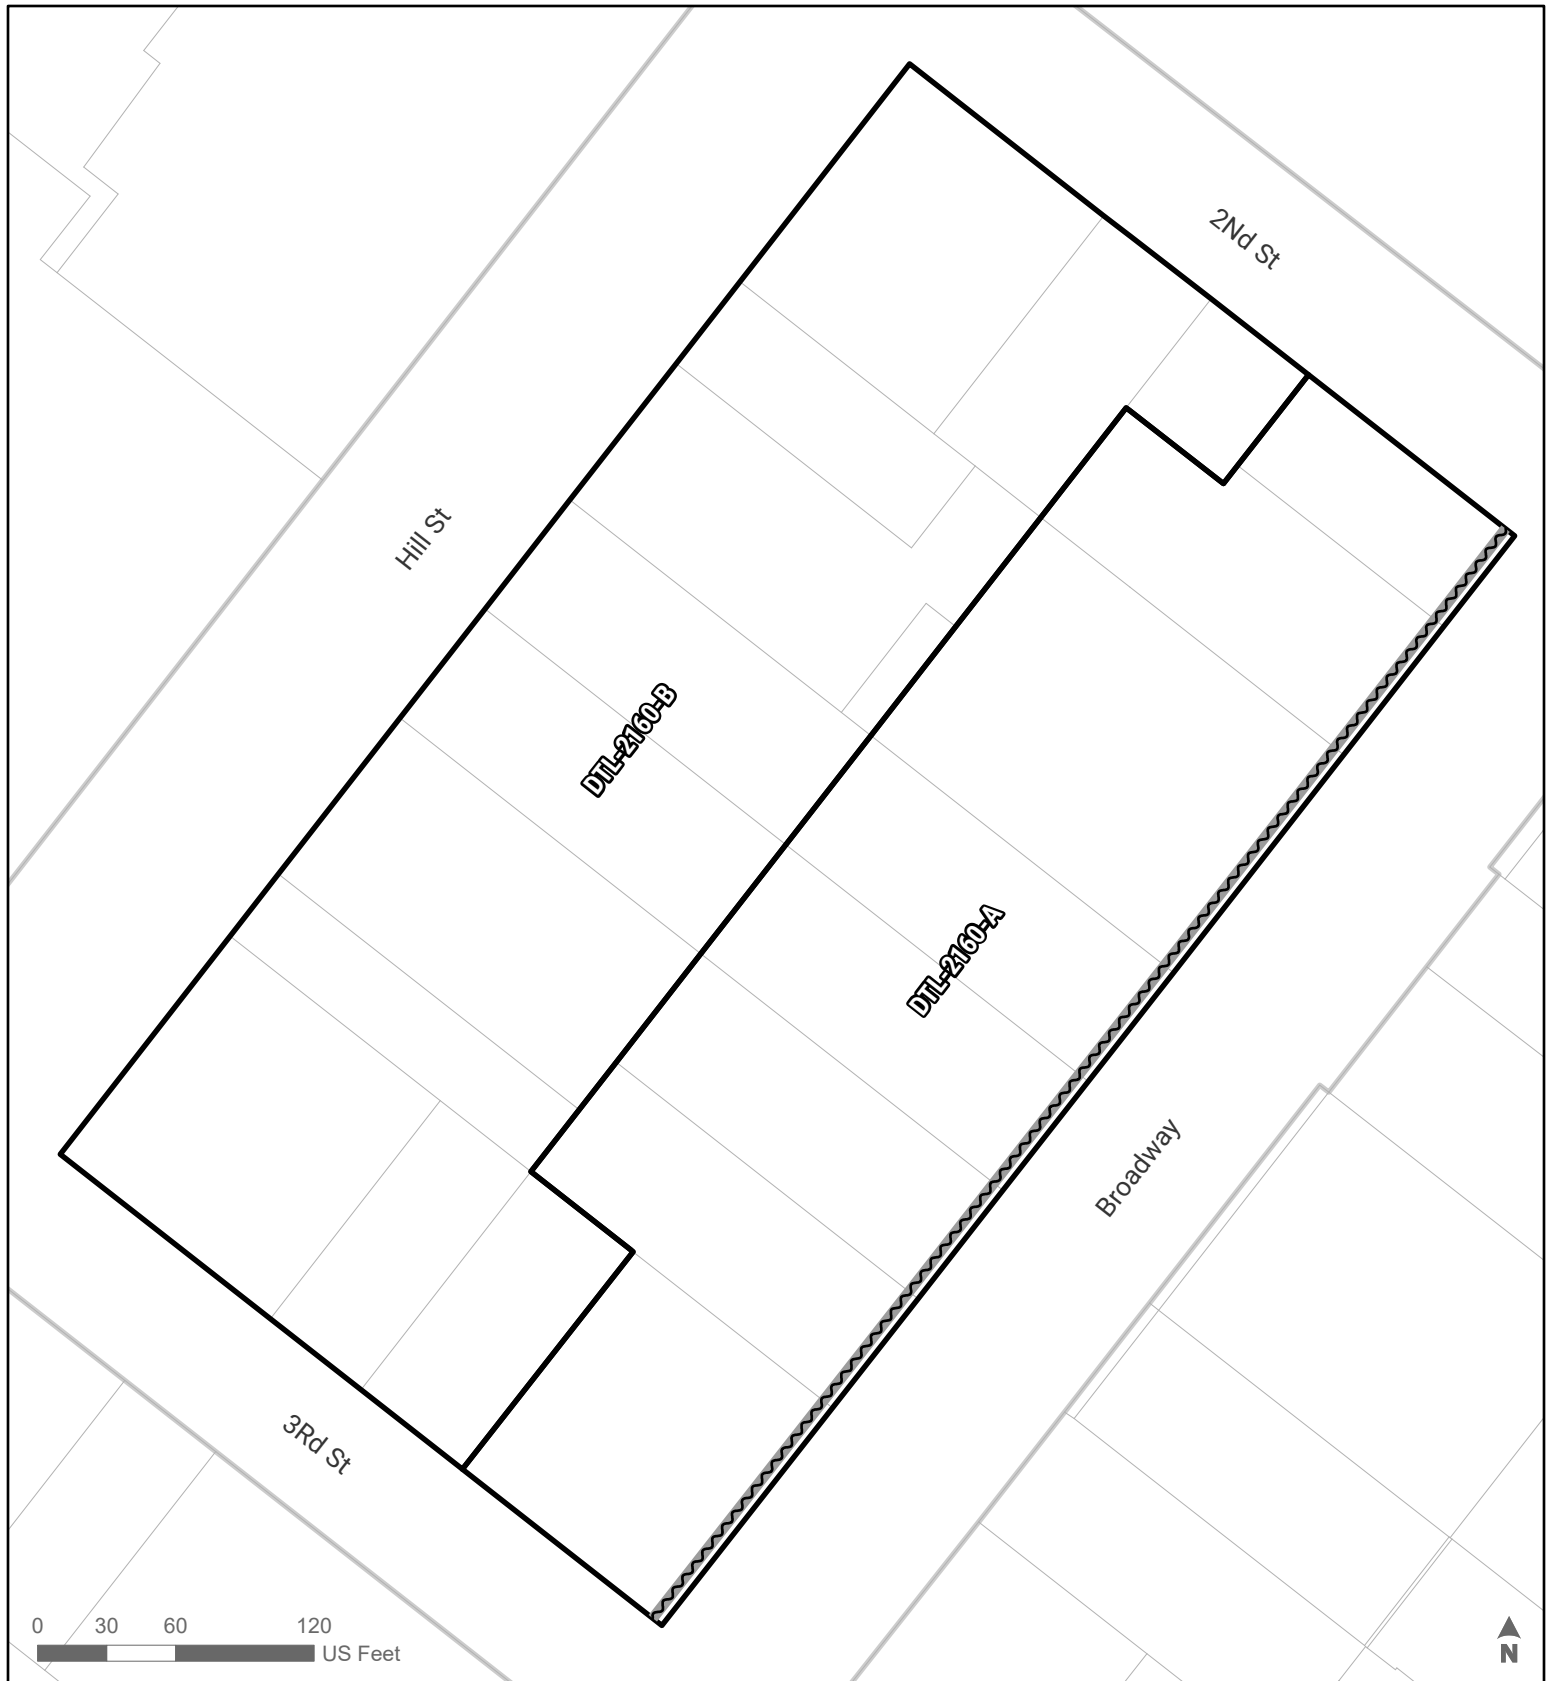 2Nd St
Hill St
DTL-2160-B
DTL-2160-A
Broadway
3Rd St
0 30 60 120
US Feet
N